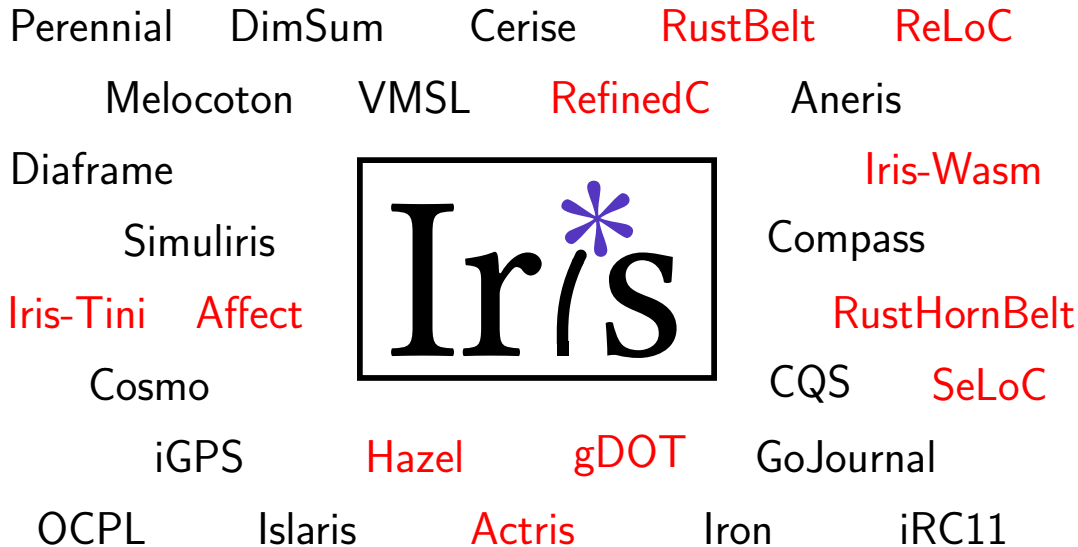 Perennial DimSum Cerise RustBelt ReLoC
Melocoton VMSL RefinedC Aneris
Diaframe Iris-Wasm
Simuliris Compass
Iris
Iris-Tini Affect RustHornBelt
Cosmo CQS SeLoC
iGPS Hazel gDOT GoJournal
OCPL Islaris Actris Iron iRC11